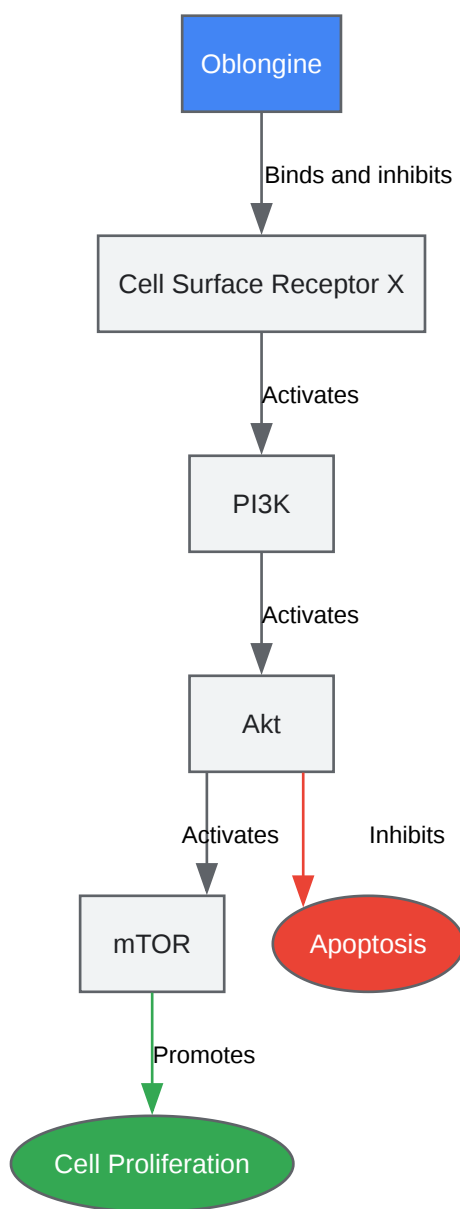 Oblongine
Binds and inhibits
Cell Surface Receptor X
Activates
PI3K
Activates
Akt
Activates
Inhibits
mTOR
Apoptosis
Promotes
Cell Proliferation